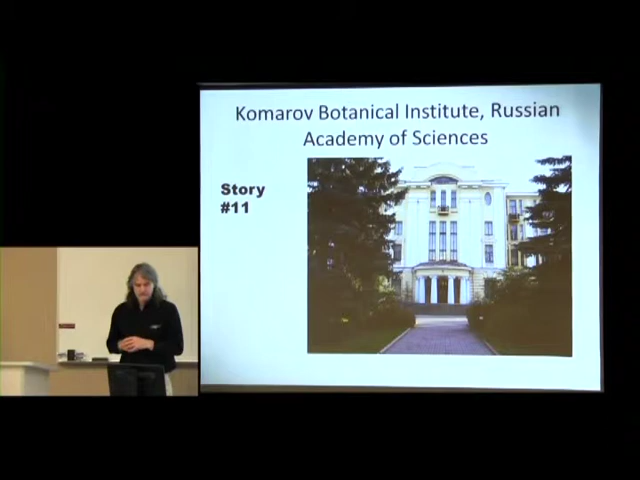 Komarov Botanical Institute, Russian
Academy of Sciences
Story
#11